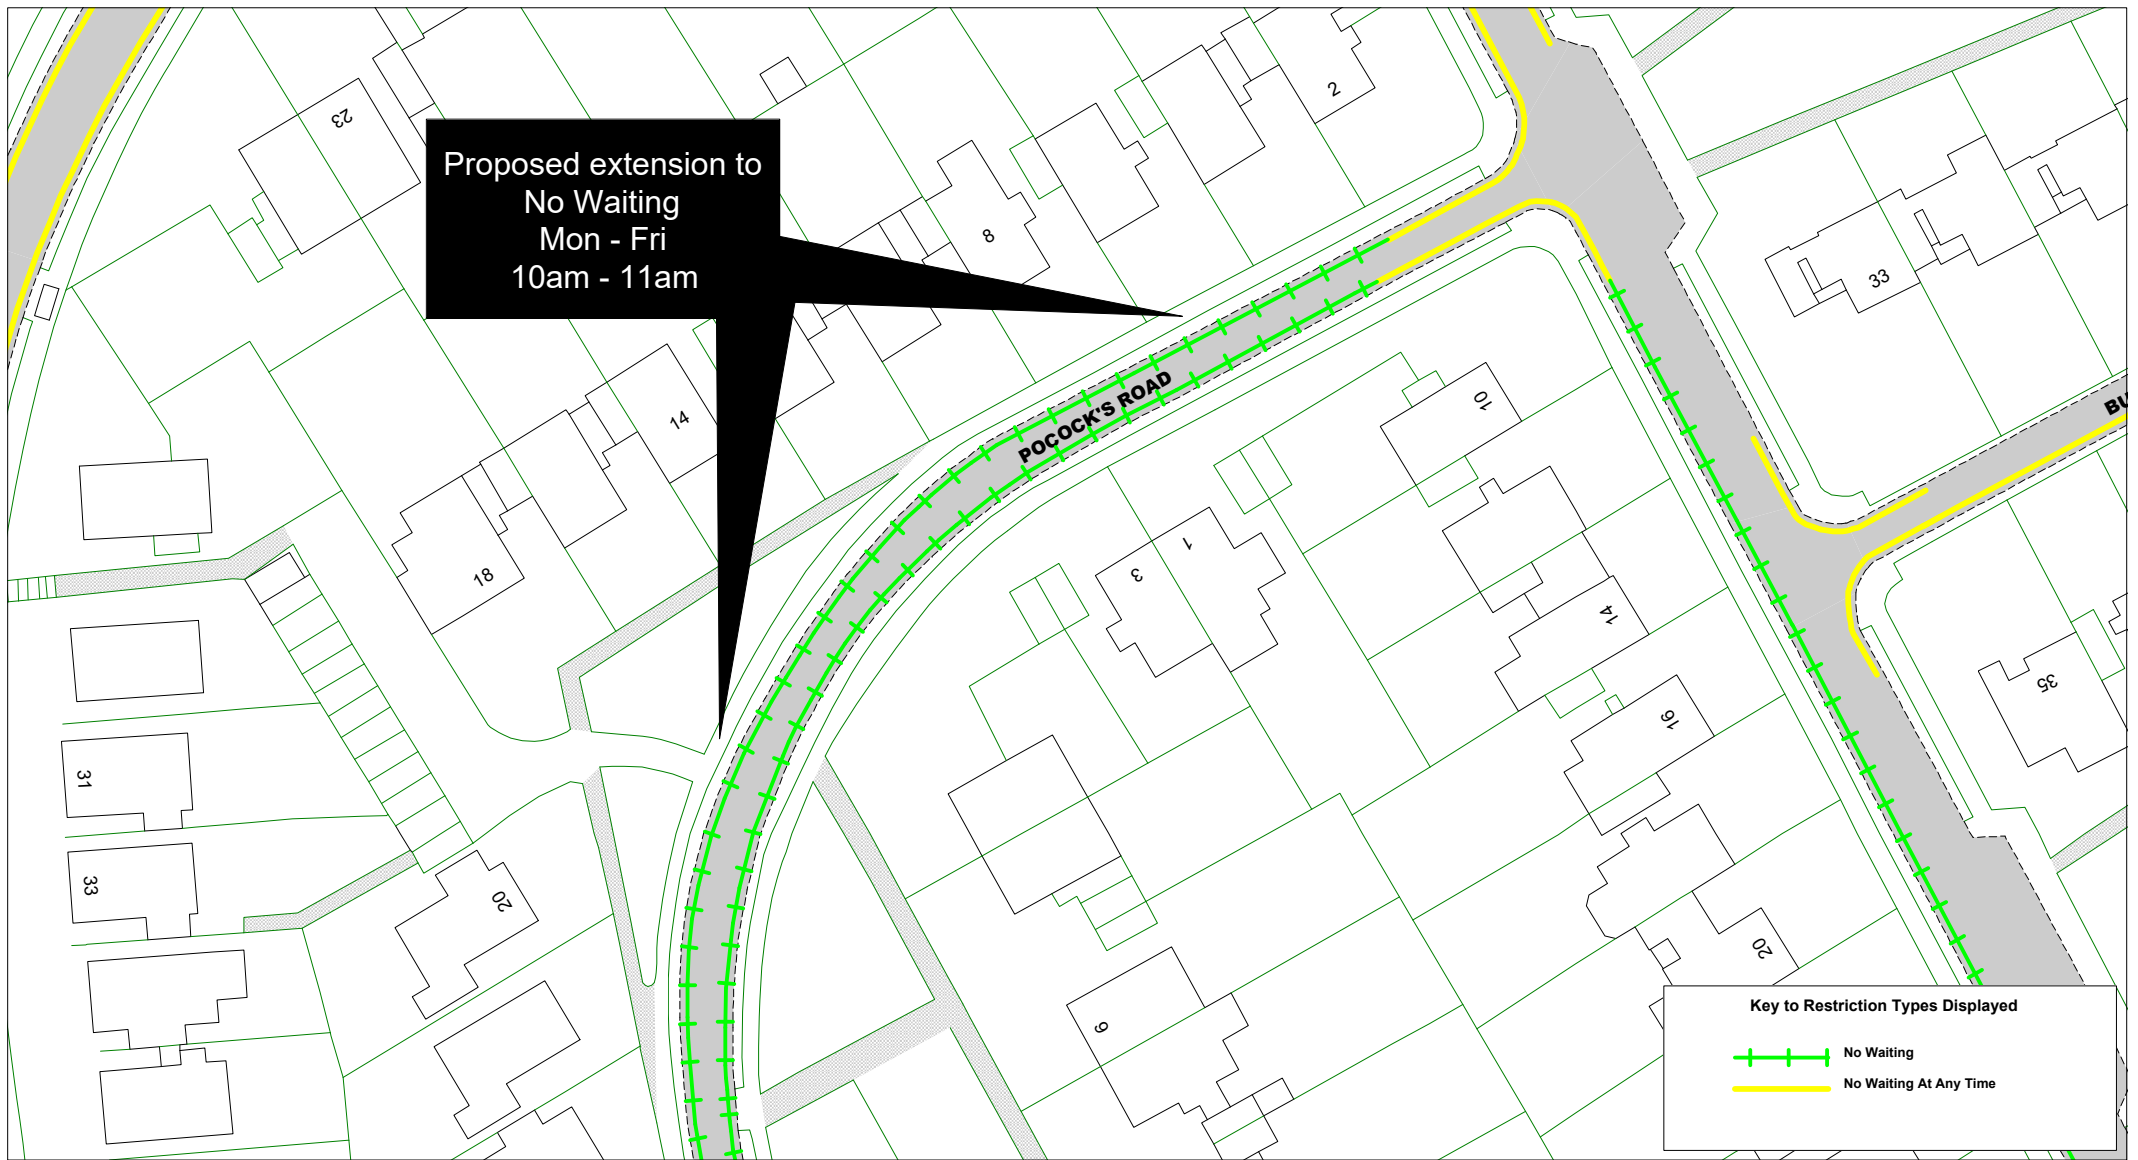 Proposed extension to
No Waiting
Mon - Fri
10am - 11am
23
2
8
33
14
18
POCOCK'S ROAD
10
BU
1
3
14
16
35
31
33
20
20
9
Key to Restriction Types Displayed
No Waiting
No Waiting At Any Time